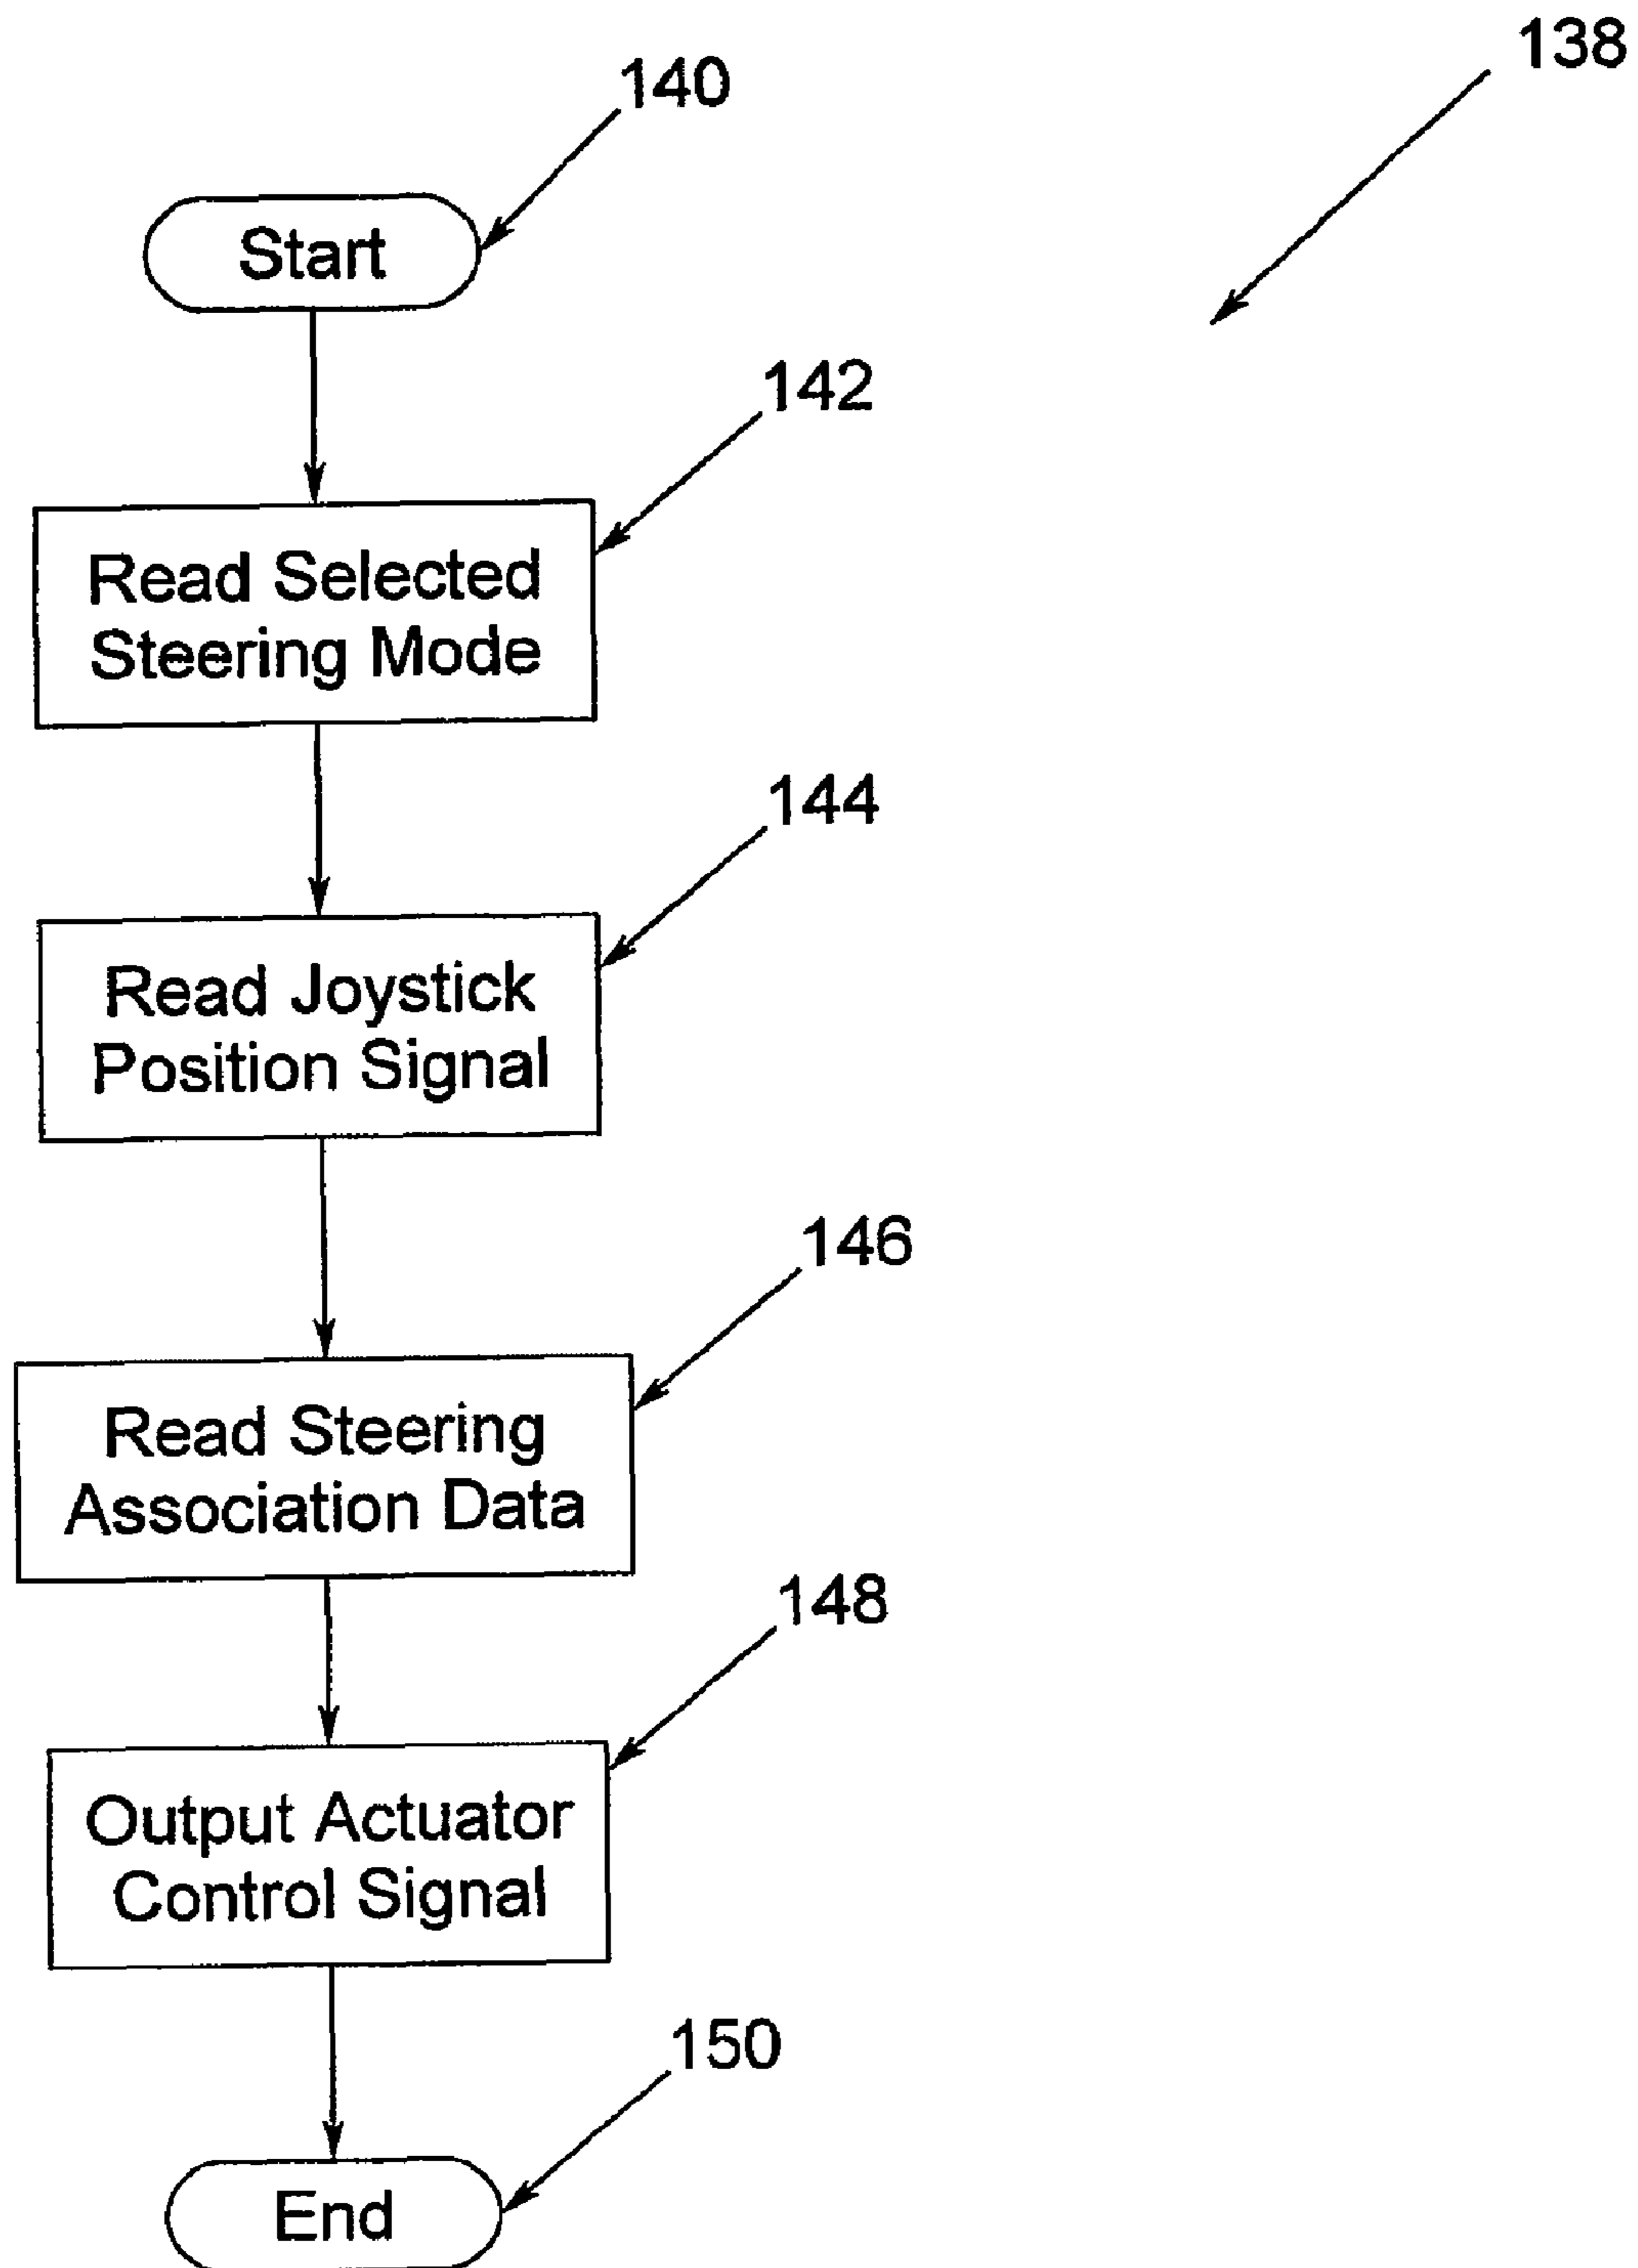 138
140
Start
142
Read Selected
Steering Mode
144
Read Joystick
Position Signal
146
Read Steering
Association Data
148
Output Actuator
Control Signal
150
End